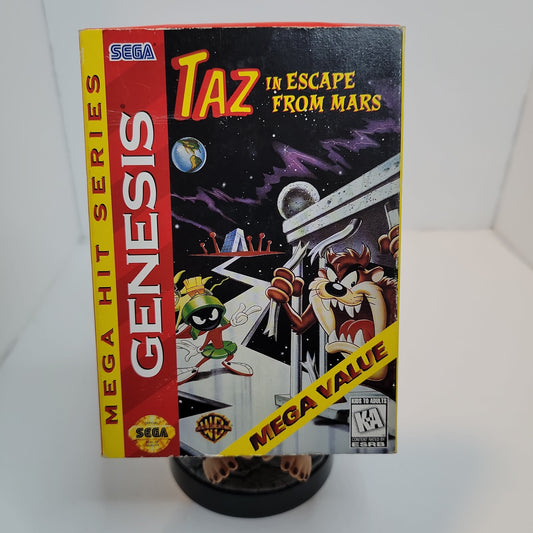 MEGA HIT SERIES
SEGA
GENESIS
TAZ
IN ESCAPE
FROM MARS
MEGA VALUE
WB
SEGA
KIDS TO ADULTS
K-A
CONTENT RATED BY
ESRB